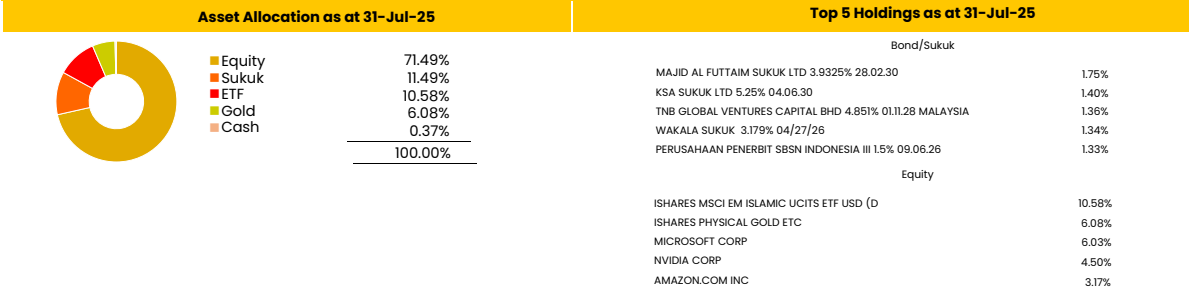 Asset Allocation as at 31-Jul-25
Equity 71.49%
Sukuk 11.49%
ETF 10.58%
Gold 6.08%
Cash 0.37%
100.00%
Top 5 Holdings as at 31-Jul-25
Bond/Sukuk
MAJID AL FUTTAIM SUKUK LTD 3.9325% 28.02.30 1.75%
KSA SUKUK LTD 5.25% 04.06.30 1.40%
TNB GLOBAL VENTURES CAPITAL BHD 4.851% 01.11.28 MALAYSIA 1.36%
WAKALA SUKUK 3.179% 04/27/26 1.34%
PERUSAHAAN PENERBIT SBSN INDONESIA III 1.5% 09.06.26 1.33%
Equity
ISHARES MSCI EM ISLAMIC UCITS ETF USD (D 10.58%
ISHARES PHYSICAL GOLD ETC 6.08%
MICROSOFT CORP 6.03%
NVIDIA CORP 4.50%
AMAZON.COM INC 3.17%